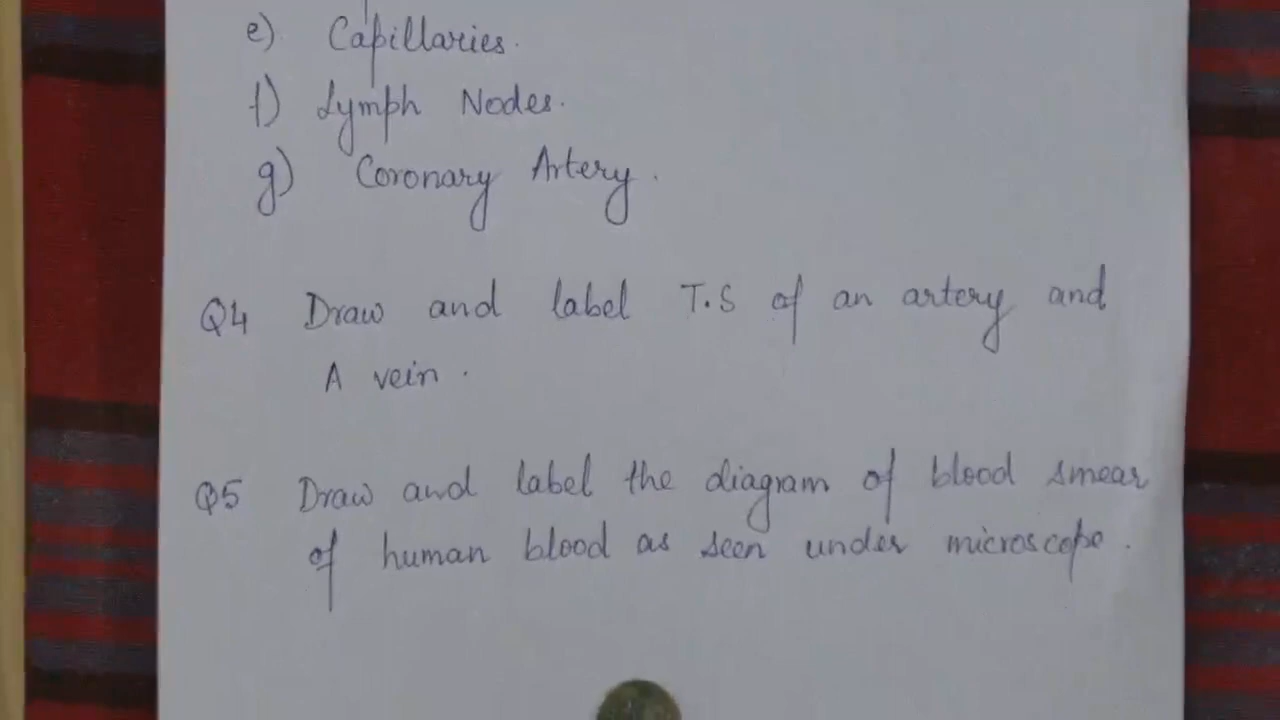 e) Capillaries.
f) Lymph Nodes.
g) Coronary Artery.
Q4 Draw and label T.S of an artery and
A vein.
Q5 Draw and label the diagram of blood smear
of human blood as seen under microscope.